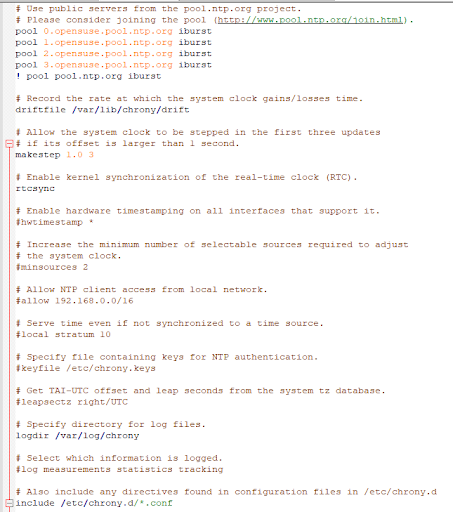 # Use public servers from the pool.ntp.org project.
# Please consider joining the pool (http://www.pool.ntp.org/join.html).
pool 0.opensuse.pool.ntp.org iburst
pool 1.opensuse.pool.ntp.org iburst
pool 2.opensuse.pool.ntp.org iburst
pool 3.opensuse.pool.ntp.org iburst
! pool pool.ntp.org iburst
# Record the rate at which the system clock gains/losses time.
driftfile /var/lib/chrony/drift
# Allow the system clock to be stepped in the first three updates
# if its offset is larger than 1 second.
makestep 1.0 3
# Enable kernel synchronization of the real-time clock (RTC).
rtcsync
# Enable hardware timestamping on all interfaces that support it.
#hwtimestamp *
# Increase the minimum number of selectable sources required to adjust
# the system clock.
#minsources 2
# Allow NTP client access from local network.
#allow 192.168.0.0/16
# Serve time even if not synchronized to a time source.
#local stratum 10
# Specify file containing keys for NTP authentication.
#keyfile /etc/chrony.keys
# Get TAI-UTC offset and leap seconds from the system tz database.
#leapsectz right/UTC
# Specify directory for log files.
logdir /var/log/chrony
# Select which information is logged.
#log measurements statistics tracking
# Also include any directives found in configuration files in /etc/chrony.d
include /etc/chrony.d/*.conf